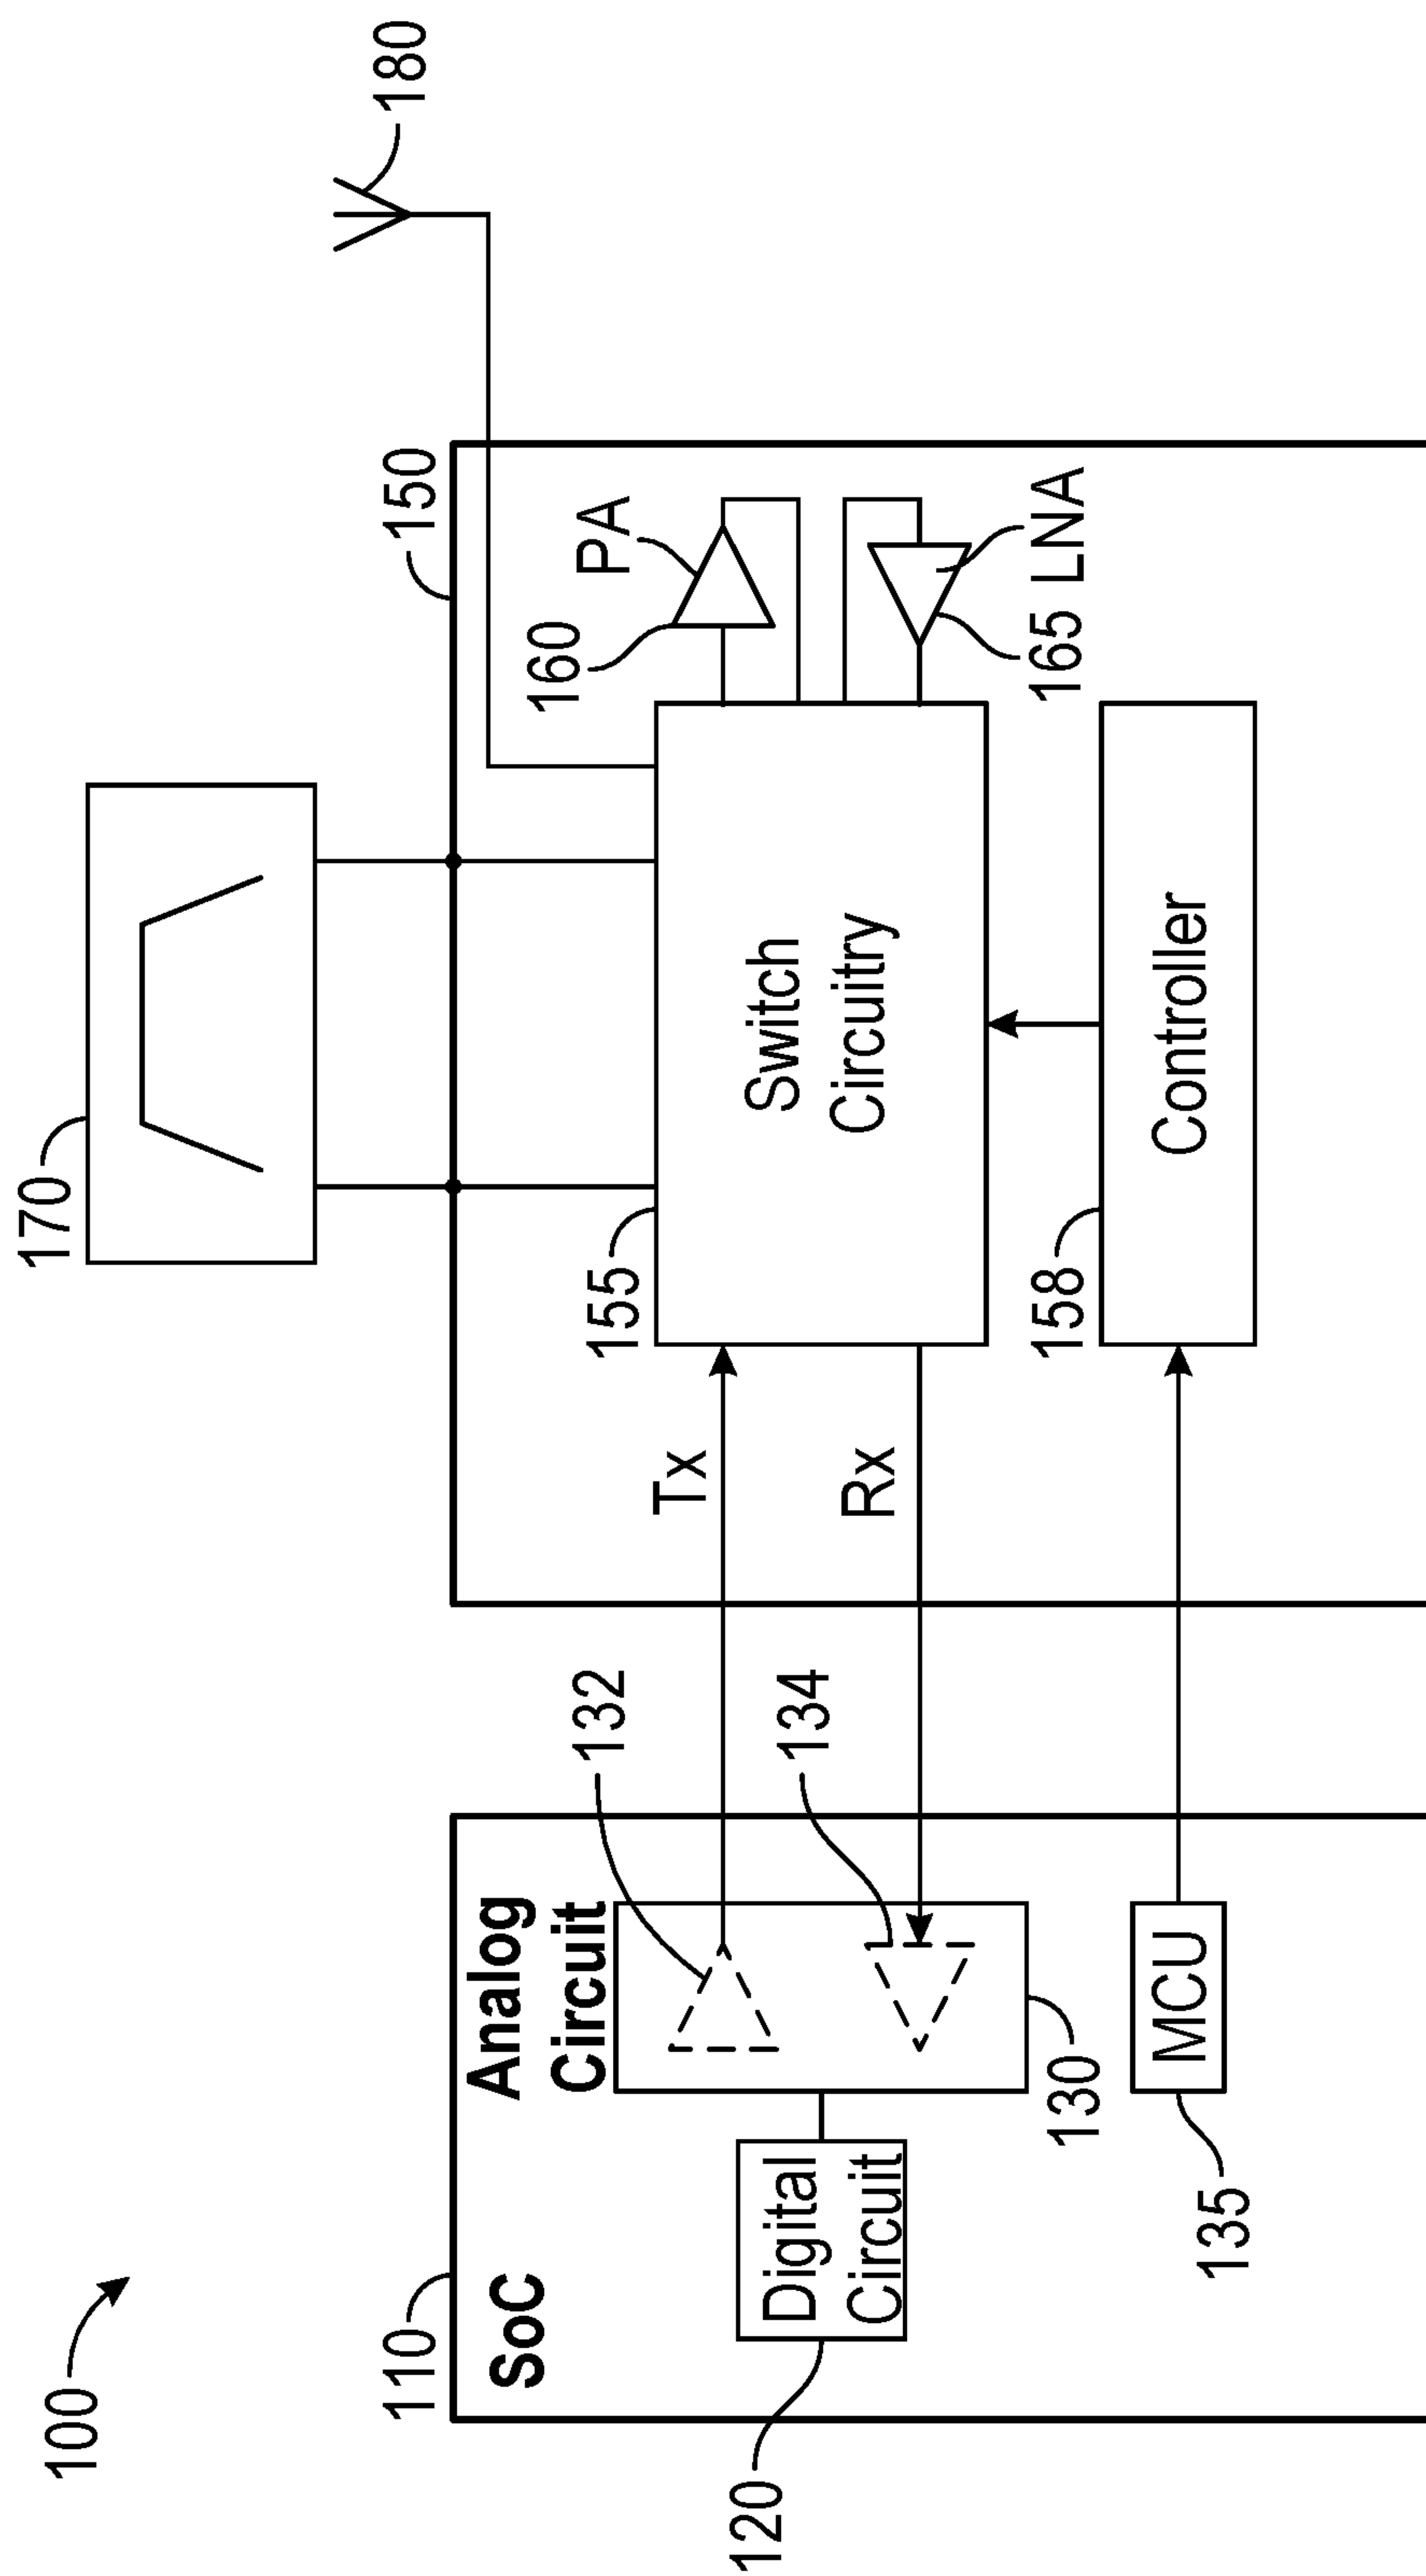 100
170
180
110
150
SoC
Analog
Circuit
132
Tx
155
160
PA
Digital
Circuit
134
Rx
Switch
Circuitry
165
LNA
120
130
MCU
135
158
Controller